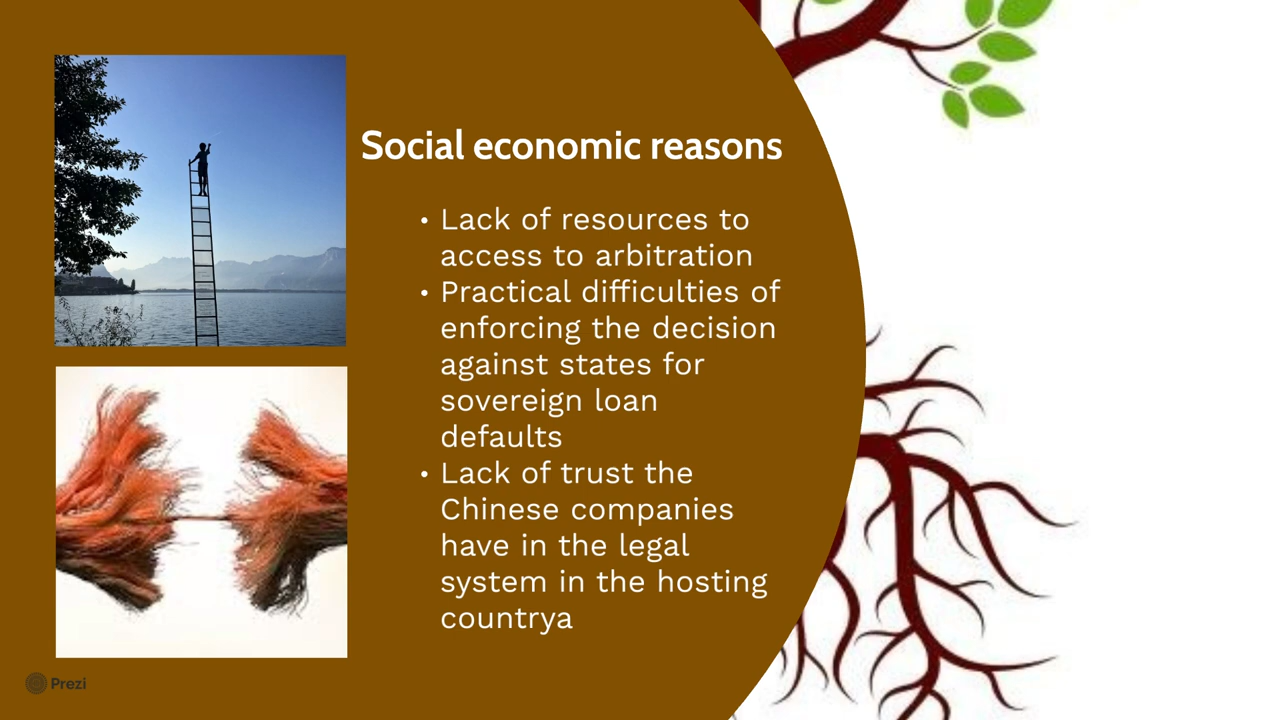 Social economic reasons
• Lack of resources to
access to arbitration
• Practical difficulties of
enforcing the decision
against states for
sovereign loan
defaults
• Lack of trust the
Chinese companies
have in the legal
system in the hosting
countrya
Prezi